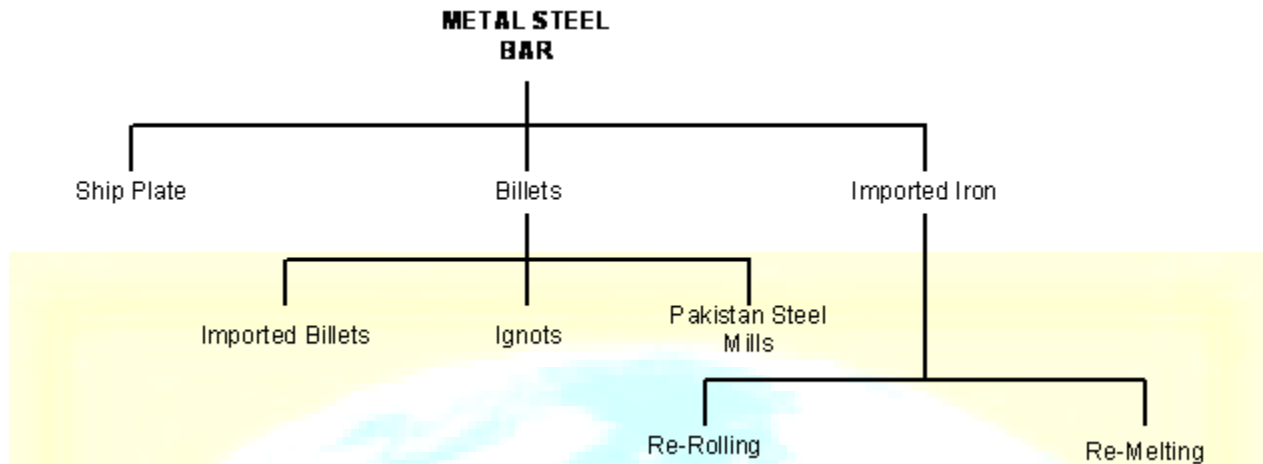 METAL STEEL
BAR
Ship Plate
Billets
Imported Iron
Imported Billets
Ignots
Pakistan Steel
Mills
Re-Rolling
Re-Melting